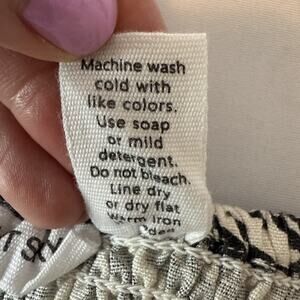 Machine wash
cold with
like colors.
Use soap
or mild
detergent.
Do not bleach.
Line dry
or dry flat
Warm Iron